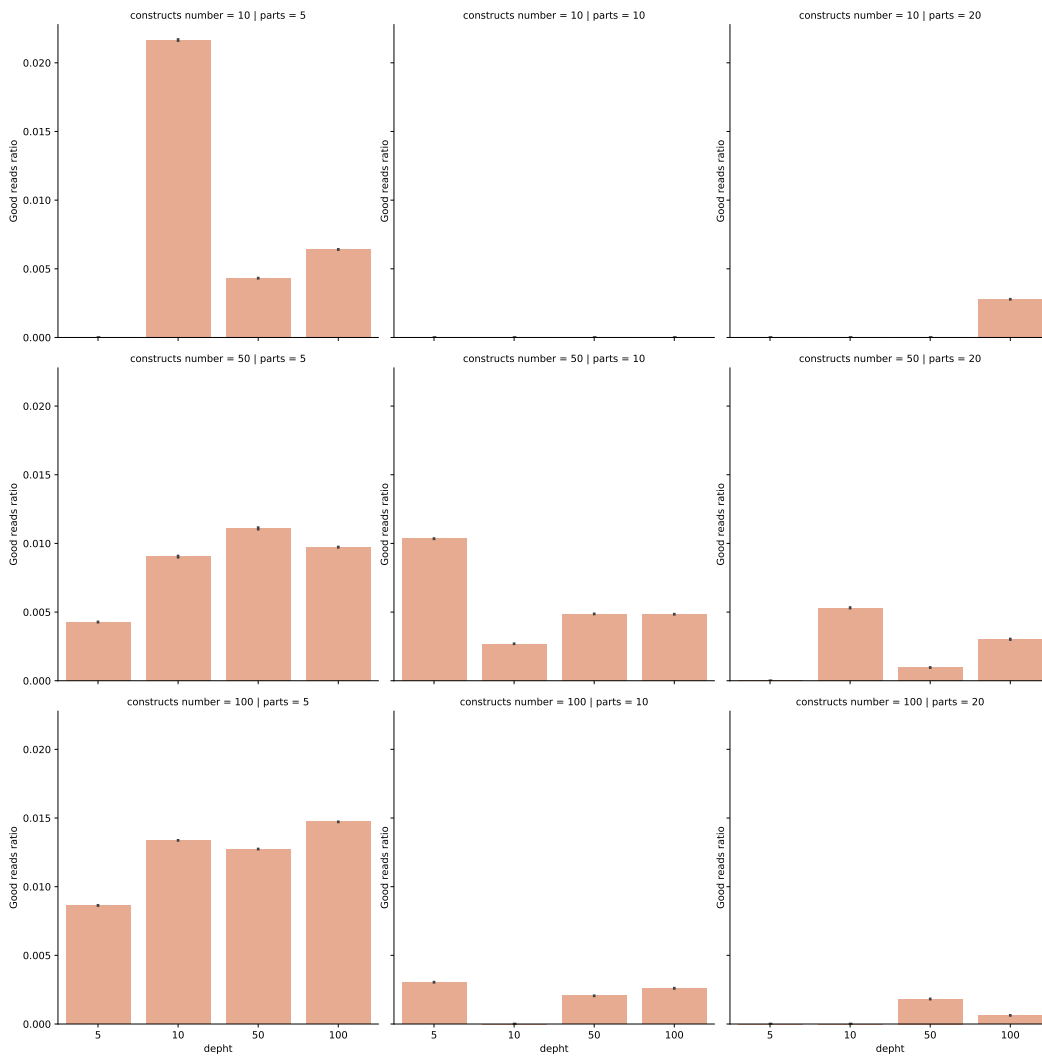 constructs number = 10 | parts = 5
constructs number = 10 | parts = 10
constructs number = 10 | parts = 20
0.020
0.015
0.010
0.005
0.000
Good reads ratio
Good reads ratio
Good reads ratio
constructs number = 50 | parts = 5
constructs number = 50 | parts = 10
constructs number = 50 | parts = 20
0.020
0.015
0.010
0.005
0.000
Good reads ratio
Good reads ratio
Good reads ratio
constructs number = 100 | parts = 5
constructs number = 100 | parts = 10
constructs number = 100 | parts = 20
0.020
0.015
0.010
0.005
0.000
Good reads ratio
Good reads ratio
Good reads ratio
5 10 50 100
depht
5 10 50 100
depht
5 10 50 100
depht